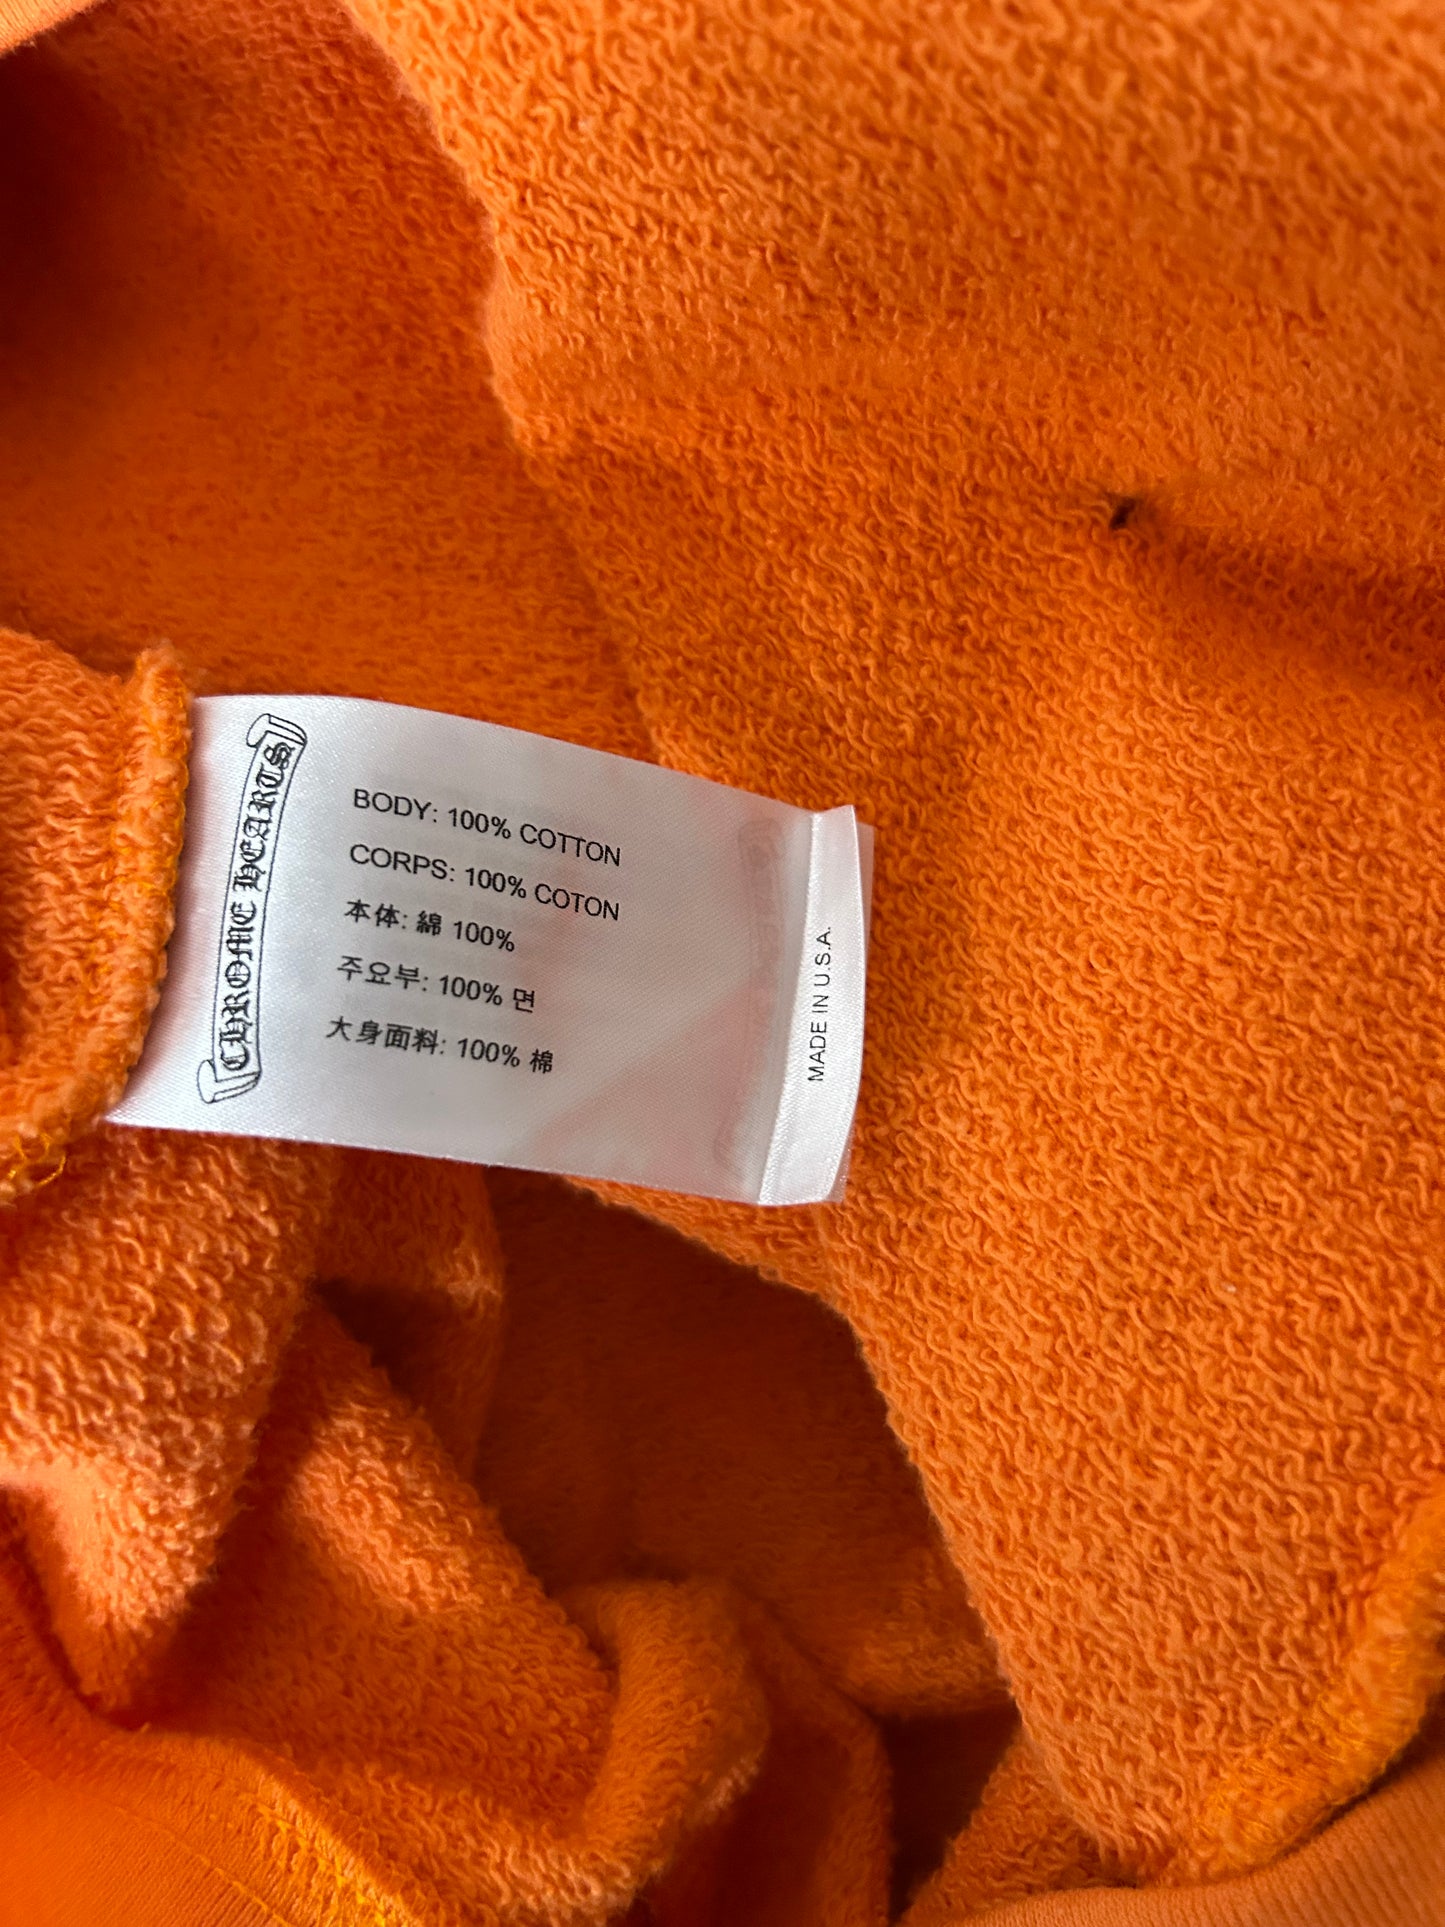 CHROME HEARTS
BODY: 100% COTTON
CORPS: 100% COTON
本体: 綿 100%
주요부: 100% 면
大身面料: 100% 棉
MADE IN U.S.A.